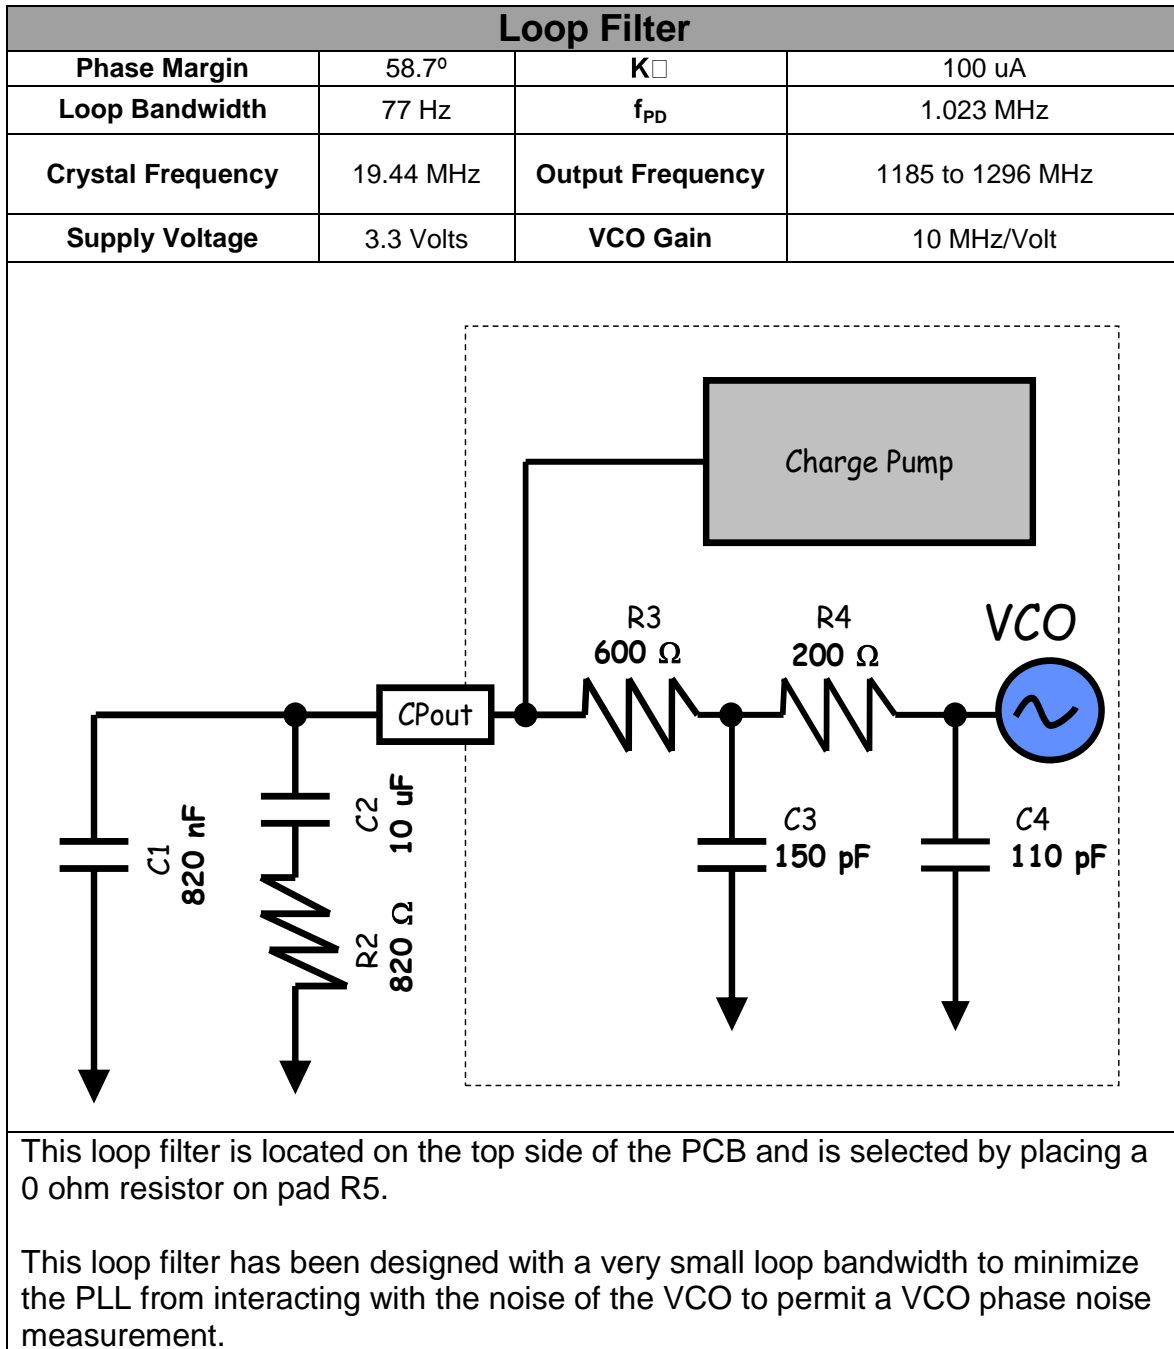 Loop Filter
Phase Margin 58.7º K□ 100 uA
Loop Bandwidth 77 Hz fPD 1.023 MHz
Crystal Frequency 19.44 MHz Output Frequency 1185 to 1296 MHz
Supply Voltage 3.3 Volts VCO Gain 10 MHz/Volt
Charge Pump
R3
600 Ω
R4
200 Ω
VCO
CPout
C1
820 nF
C2
10 uF
R2
820 Ω
C3
150 pF
C4
110 pF
This loop filter is located on the top side of the PCB and is selected by placing a
0 ohm resistor on pad R5.
This loop filter has been designed with a very small loop bandwidth to minimize
the PLL from interacting with the noise of the VCO to permit a VCO phase noise
measurement.